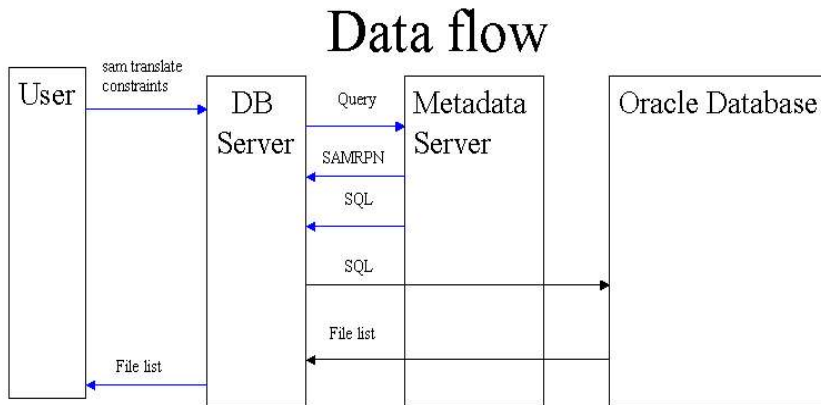 Data flow
User
sam translate
constraints
DB
Server
Query
Metadata
Server
Oracle Database
SAMRPN
SQL
SQL
File list
File list